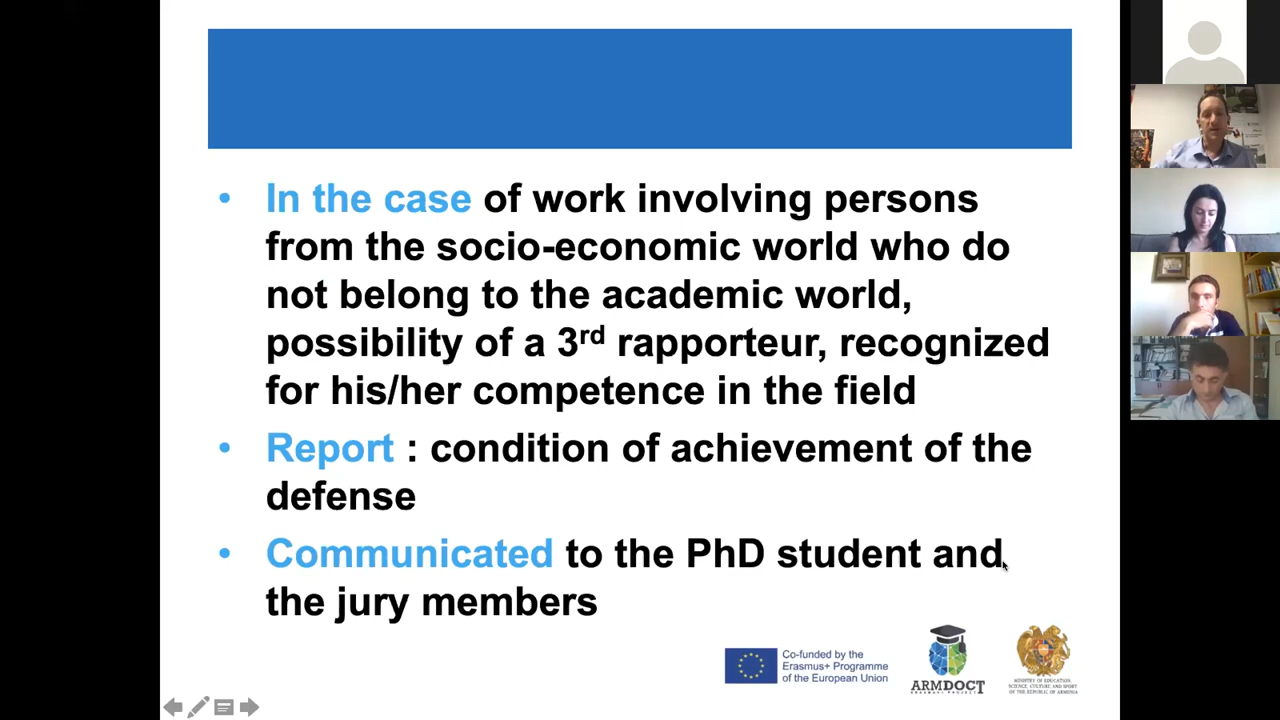 • In the case of work involving persons
from the socio-economic world who do
not belong to the academic world,
possibility of a 3rd rapporteur, recognized
for his/her competence in the field
• Report : condition of achievement of the
defense
• Communicated to the PhD student and
the jury members
Co-funded by the
Erasmus+ Programme
of the European Union
ARMDOCT
ERASMUS+ PROJECT
MINISTRY OF EDUCATION,
SCIENCE, CULTURE AND SPORT
OF THE REPUBLIC OF ARMENIA